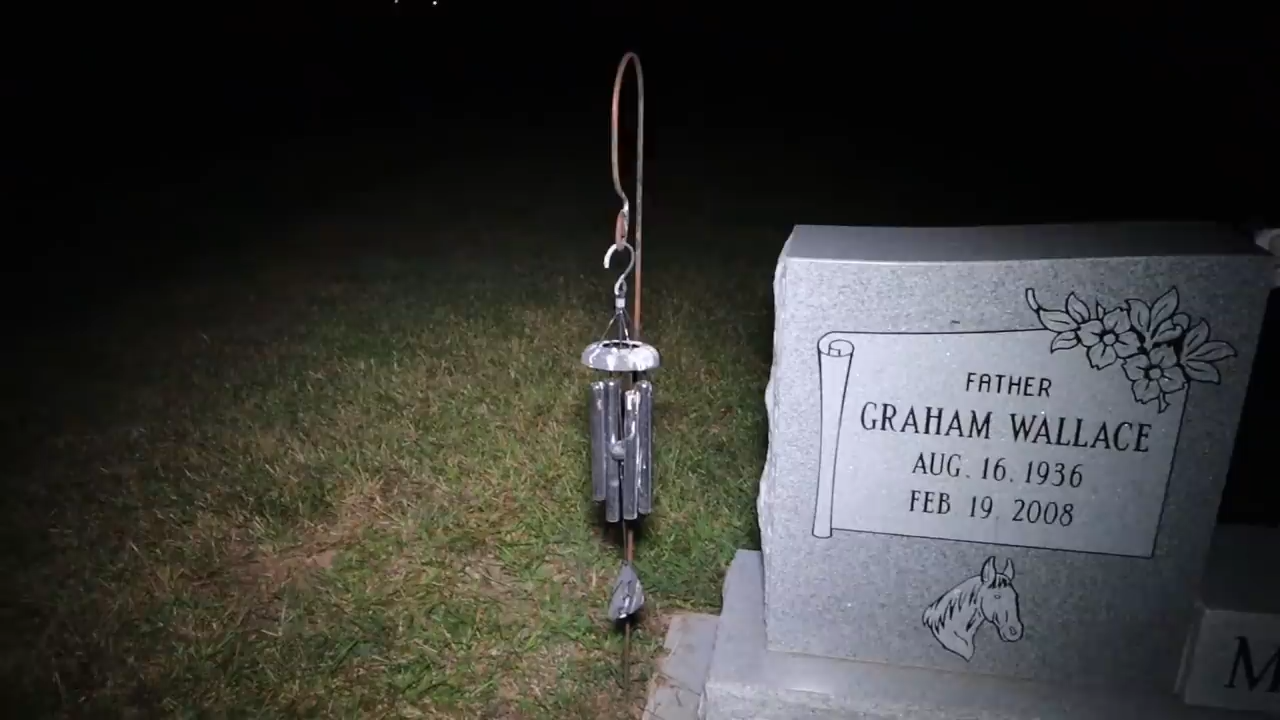 FATHER
GRAHAM WALLACE
AUG. 16, 1936
FEB 19 2008
M